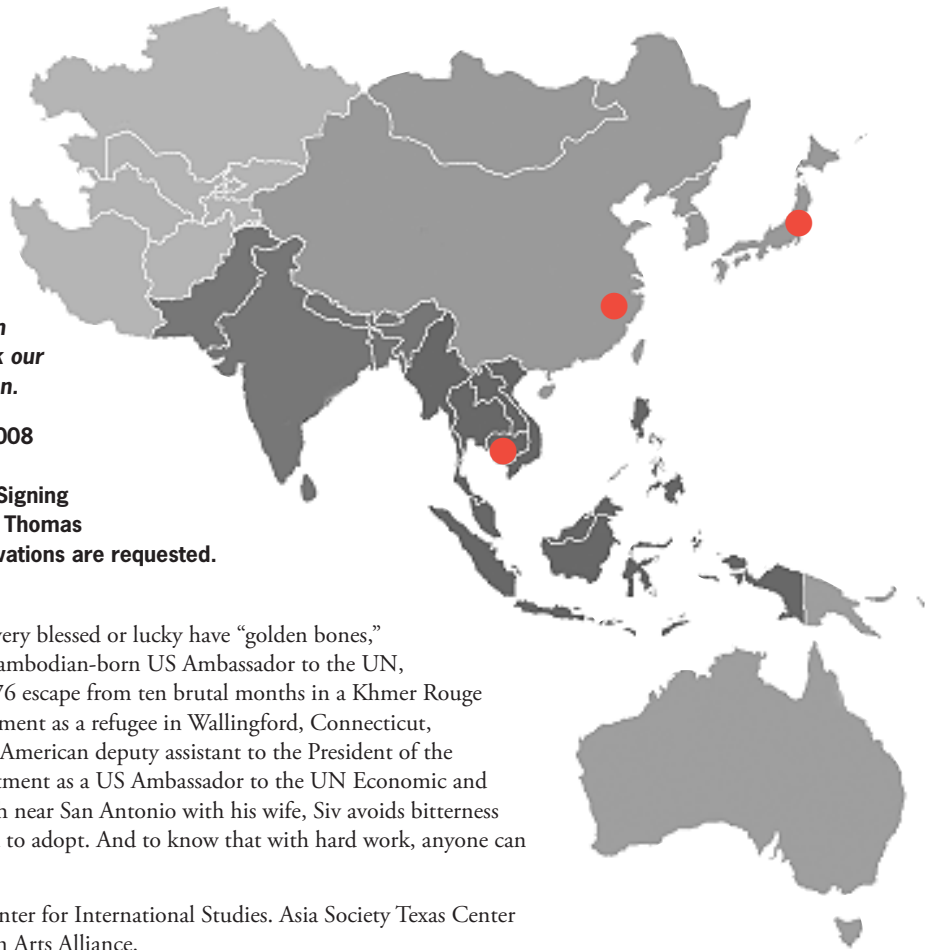 n
k our
n.
008
Signing
Thomas
vations are requested.
very blessed or lucky have “golden bones,”
ambodian-born US Ambassador to the UN,
76 escape from ten brutal months in a Khmer Rouge
ment as a refugee in Wallingford, Connecticut,
American deputy assistant to the President of the
tment as a US Ambassador to the UN Economic and
n near San Antonio with his wife, Siv avoids bitterness
to adopt. And to know that with hard work, anyone can
nter for International Studies. Asia Society Texas Center
n Arts Alliance.